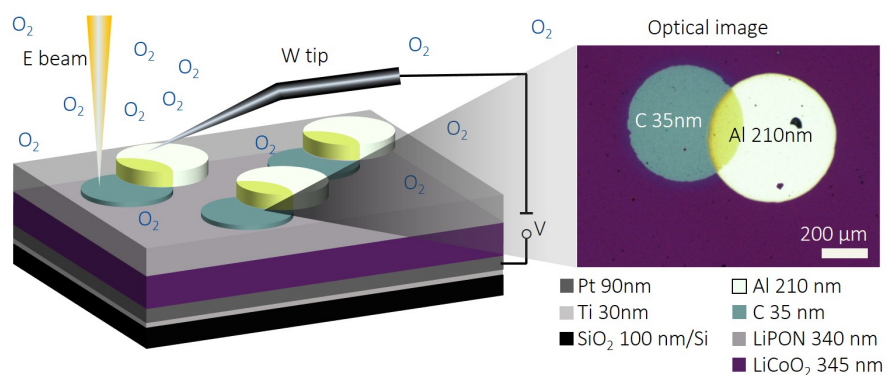 O₂
O₂
O₂
Optical image
E beam
O₂
W tip
O₂
O₂
O₂
O₂
O₂
O₂
O₂
O₂
O₂
V
C 35nm
Al 210nm
200 µm
Pt 90nm
Ti 30nm
SiO₂ 100 nm/Si
Al 210 nm
C 35 nm
LiPON 340 nm
LiCoO₂ 345 nm